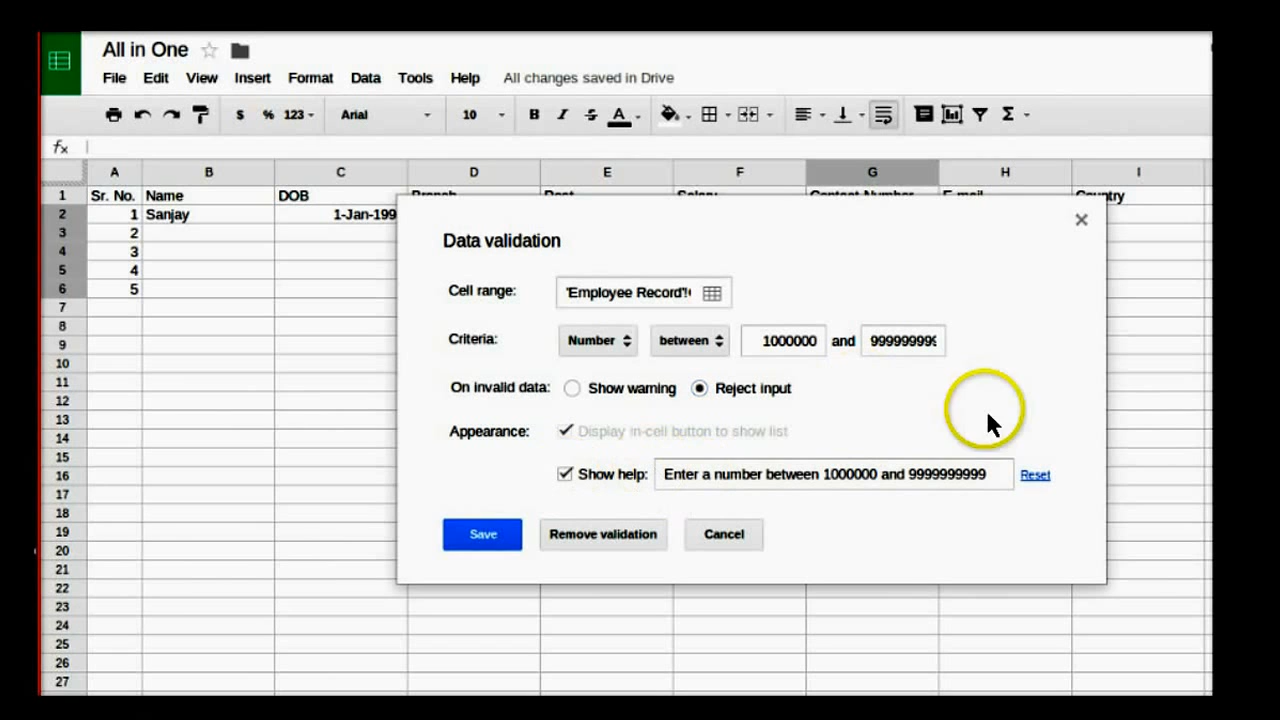 All in One
File Edit View Insert Format Data Tools Help All changes saved in Drive
$ % 123 Arial 10 B I S A Σ
fx
A B C D E F G H I
1 Sr. No. Name DOB Branch Post Salary Contact Number E-mail Country
2 1 Sanjay 1-Jan-199
3 2
4 3
5 4
6 5
7
8
9
10
11
12
13
14
15
16
17
18
19
20
21
22
23
24
25
26
27
Data validation
Cell range: 'Employee Record'!
Criteria: Number between 1000000 and 999999999
On invalid data: Show warning Reject input
Appearance: Display in-cell button to show list
Show help: Enter a number between 1000000 and 9999999999 Reset
Save Remove validation Cancel